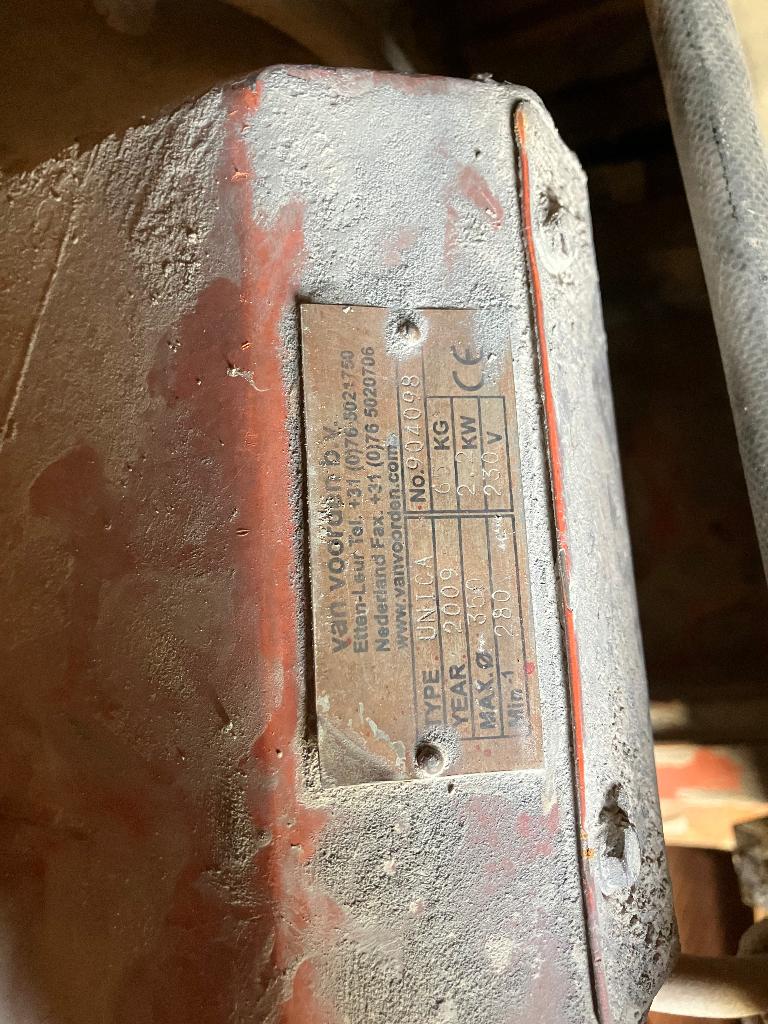 van voorden b.v.
Etten-Leur Tel. +31 (0)76 5021750
Nederland Fax. +31 (0)76 5020706
www.vanvoorden.com
TYPE. UNICA No. 904098
YEAR. 2009 KG
MAK. Ø 350 KW
Min-1 280 230 V
CE